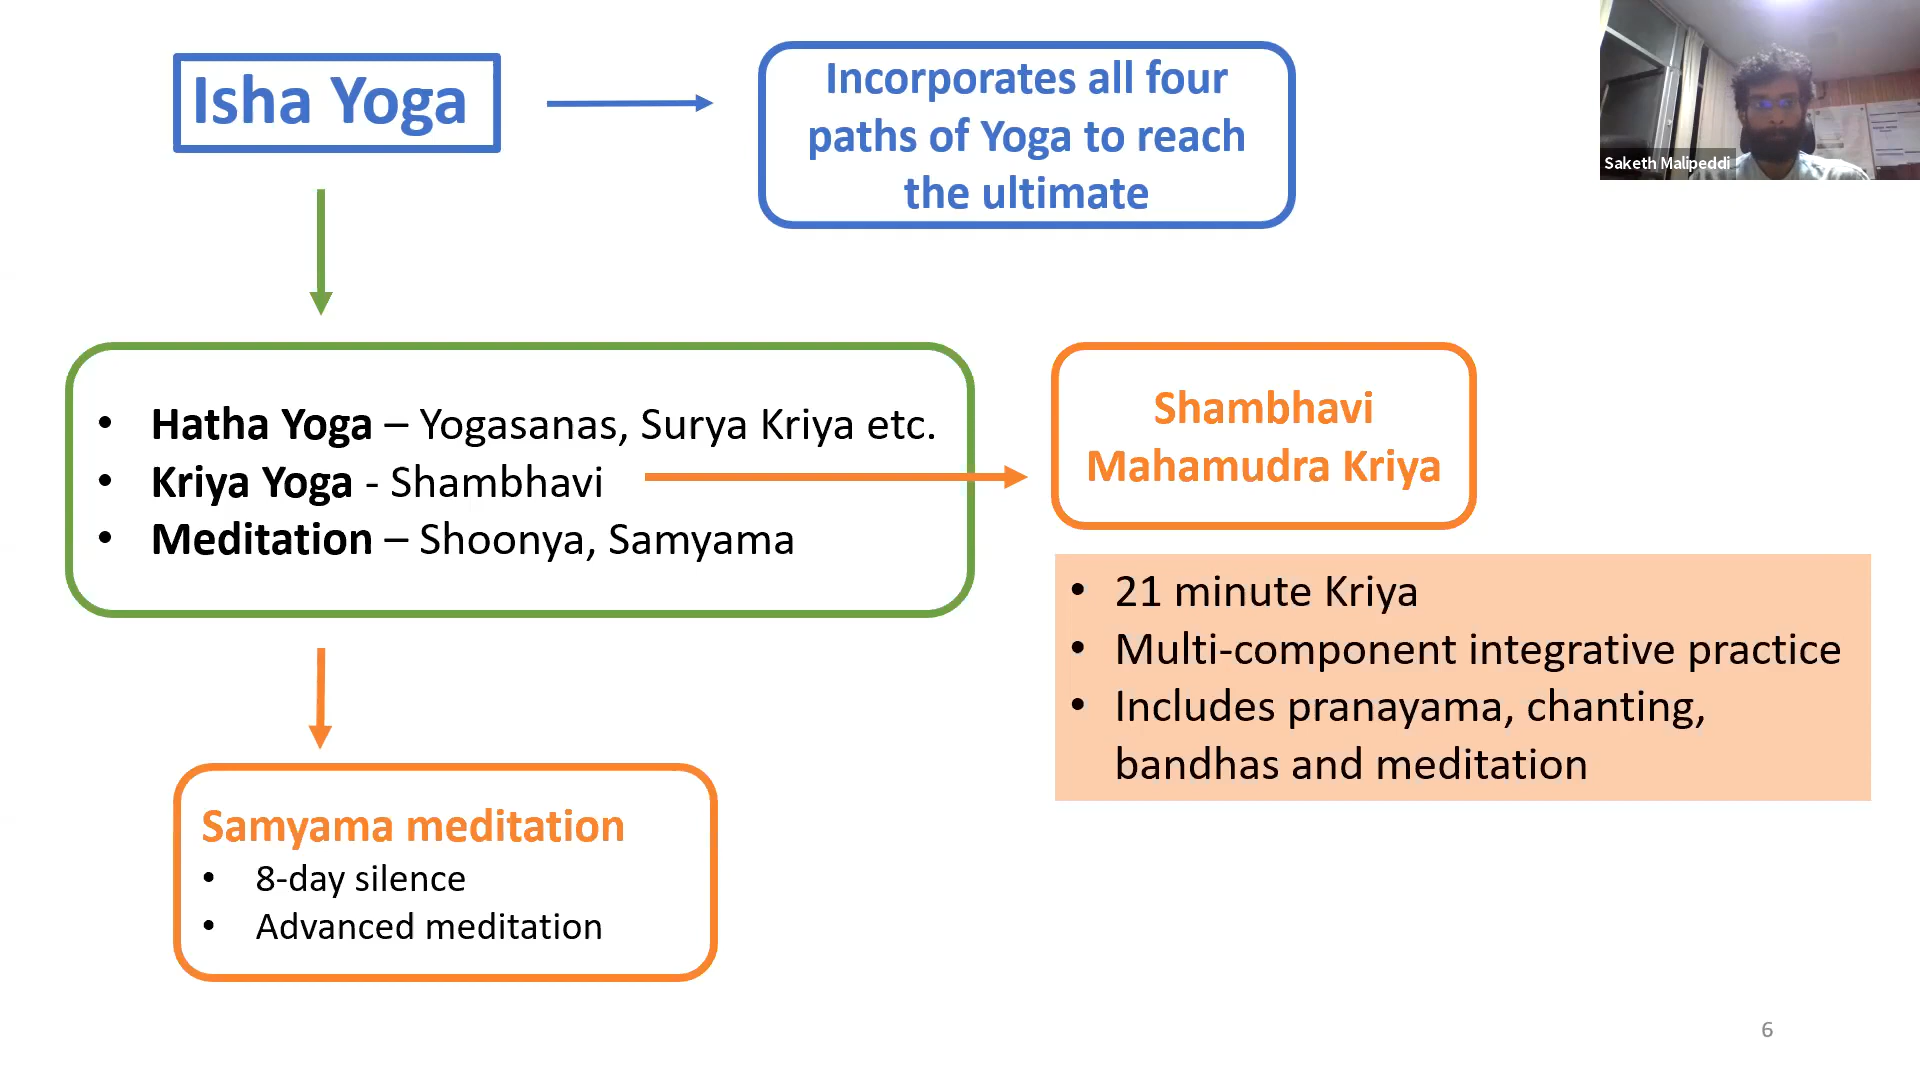 Isha Yoga
Incorporates all four
paths of Yoga to reach
the ultimate
Saketh Malipeddi
• Hatha Yoga – Yogasanas, Surya Kriya etc.
• Kriya Yoga - Shambhavi
• Meditation – Shoonya, Samyama
Shambhavi
Mahamudra Kriya
• 21 minute Kriya
• Multi-component integrative practice
• Includes pranayama, chanting,
bandhas and meditation
Samyama meditation
• 8-day silence
• Advanced meditation
6